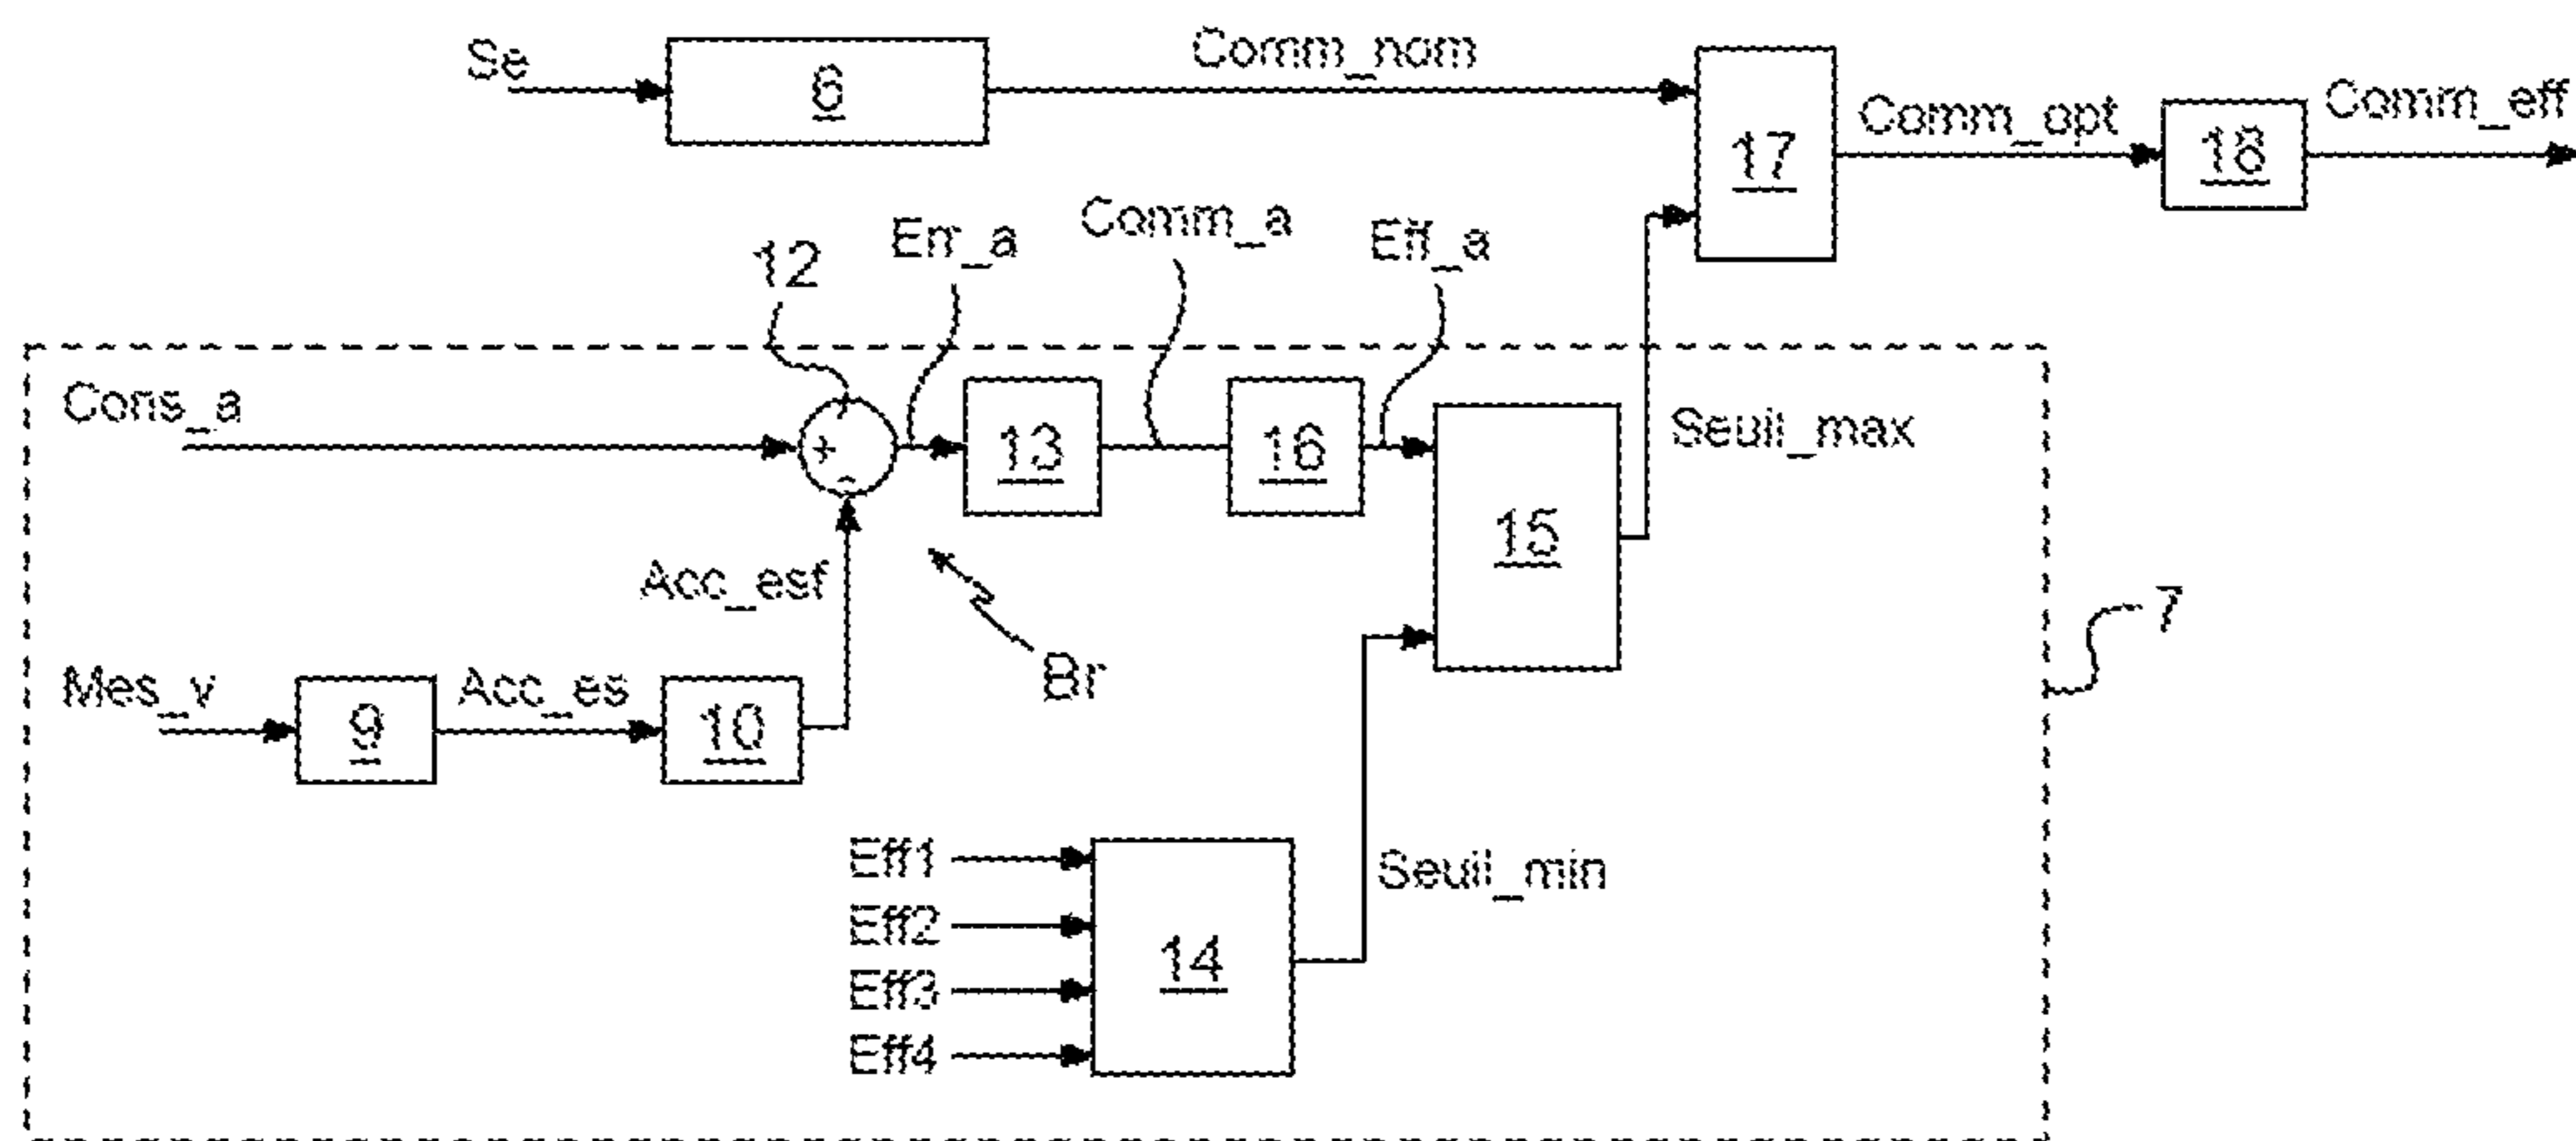 Se
6
Comm_nom
17
Comm_opt
18
Comm_eff
12
Err_a
Comm_a
Eff_a
Cons_a
+
-
13
16
15
Seuil_max
Acc_esf
Br
7
Mes_v
9
Acc_es
10
Eff1
Eff2
Eff3
Eff4
14
Seuil_min